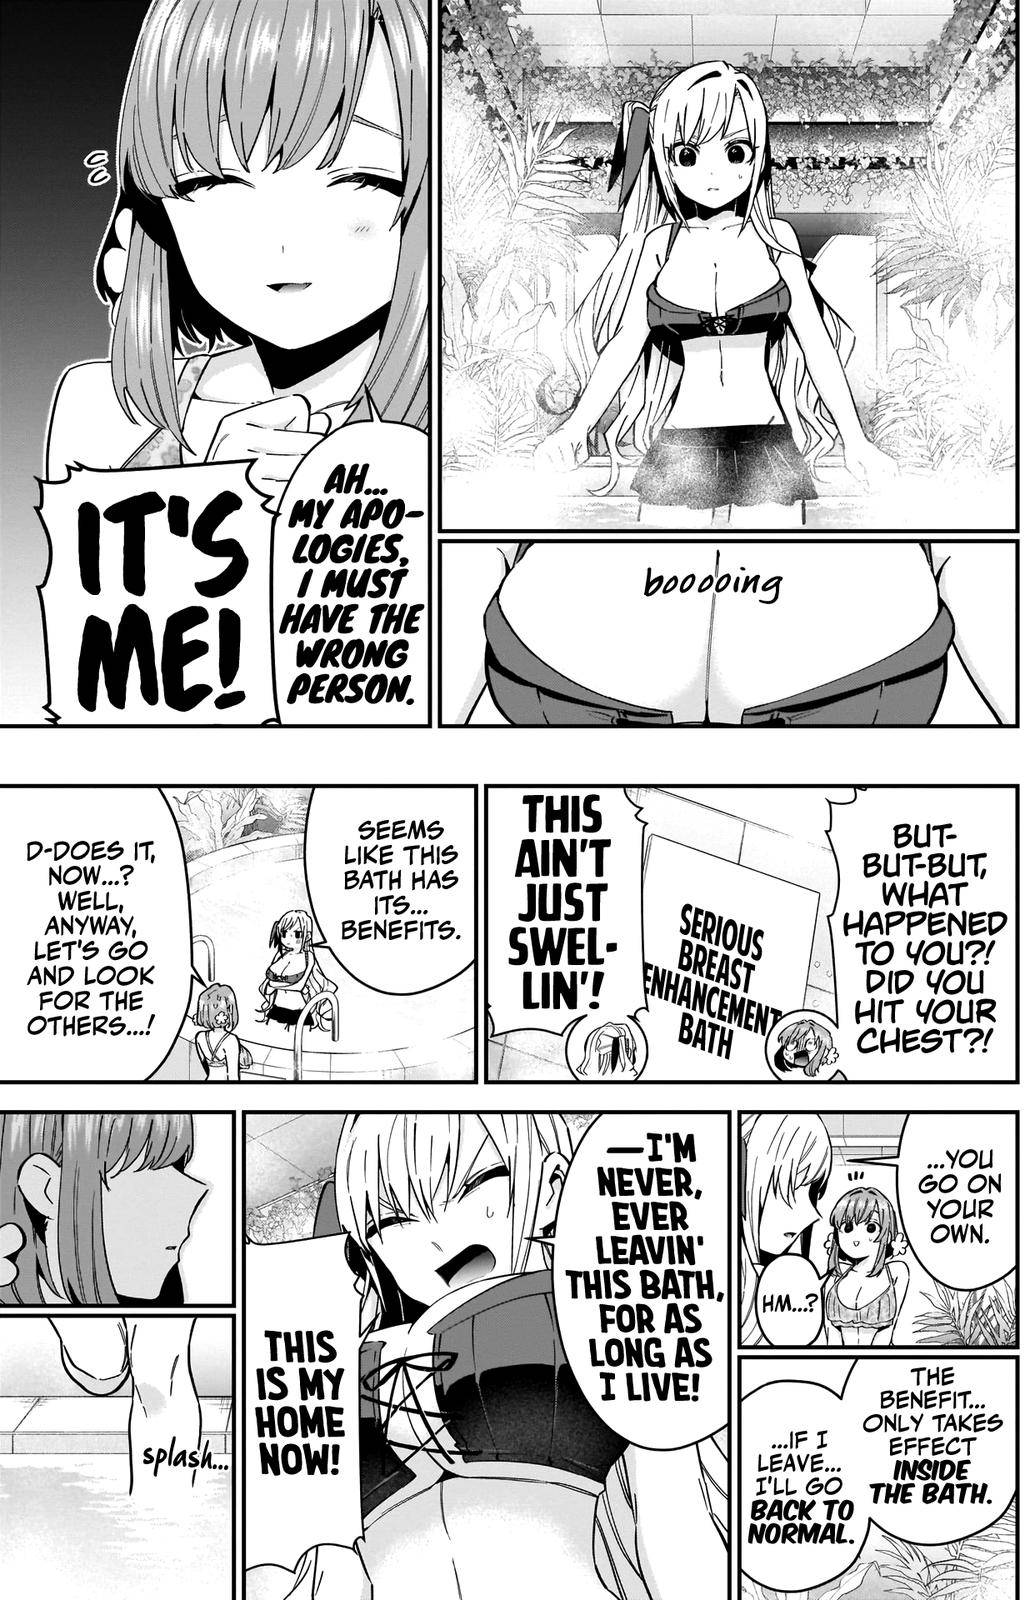 booooing
AH...
MY APO-
LOGIES,
I MUST
HAVE THE
WRONG
PERSON.
IT'S
ME!
BUT-
BUT-BUT,
WHAT
HAPPENED
TO YOU?!
DID YOU
HIT YOUR
CHEST?!
SERIOUS
BREAST
ENHANCEMENT
BATH
THIS
AIN'T
JUST
SWEL-
LIN'!
SEEMS
LIKE THIS
BATH HAS
ITS...
BENEFITS.
D-DOES IT,
NOW...?
WELL,
ANYWAY,
LET'S GO
AND LOOK
FOR THE
OTHERS...!
...YOU
GO ON
YOUR
OWN.
HM...?
THE
BENEFIT...
ONLY TAKES
EFFECT
INSIDE
THE BATH.
...IF I
LEAVE...
I'LL GO
BACK TO
NORMAL.
—I'M
NEVER,
EVER
LEAVIN'
THIS BATH,
FOR AS
LONG AS
I LIVE!
THIS
IS MY
HOME
NOW!
splash...